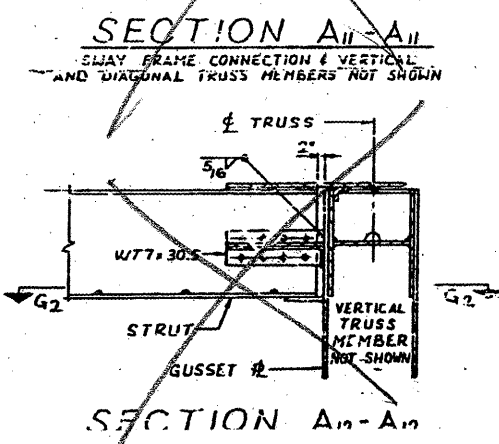 SECTION A11-A11
SWAY FRAME CONNECTION & VERTICAL
AND DIAGONAL TRUSS MEMBERS NOT SHOWN
℄ TRUSS
2"
5/16
WT7x30.5
G2
G2
STRUT
VERTICAL
TRUSS
MEMBER
NOT SHOWN
GUSSET ℙL
SECTION A12-A12